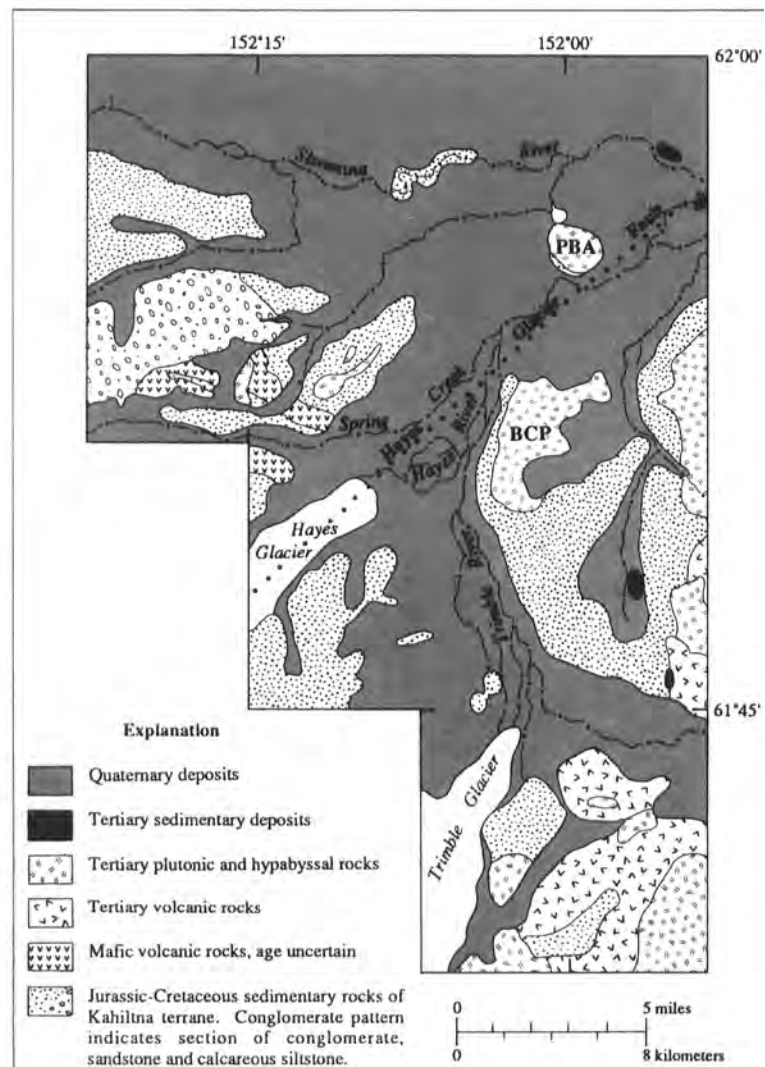 152°15' 152°00'
62°00'
Skwentna River
PBA
Hayes Glacier Fault
BCP
Spring Creek
Hayes River
Hayes
Glacier
Trimble River
61°45'
Trimble Glacier
Explanation
Quaternary deposits
Tertiary sedimentary deposits
Tertiary plutonic and hypabyssal rocks
Tertiary volcanic rocks
Mafic volcanic rocks, age uncertain
Jurassic-Cretaceous sedimentary rocks of
Kahiltna terrane. Conglomerate pattern
indicates section of conglomerate,
sandstone and calcareous siltstone.
0 5 miles
0 8 kilometers